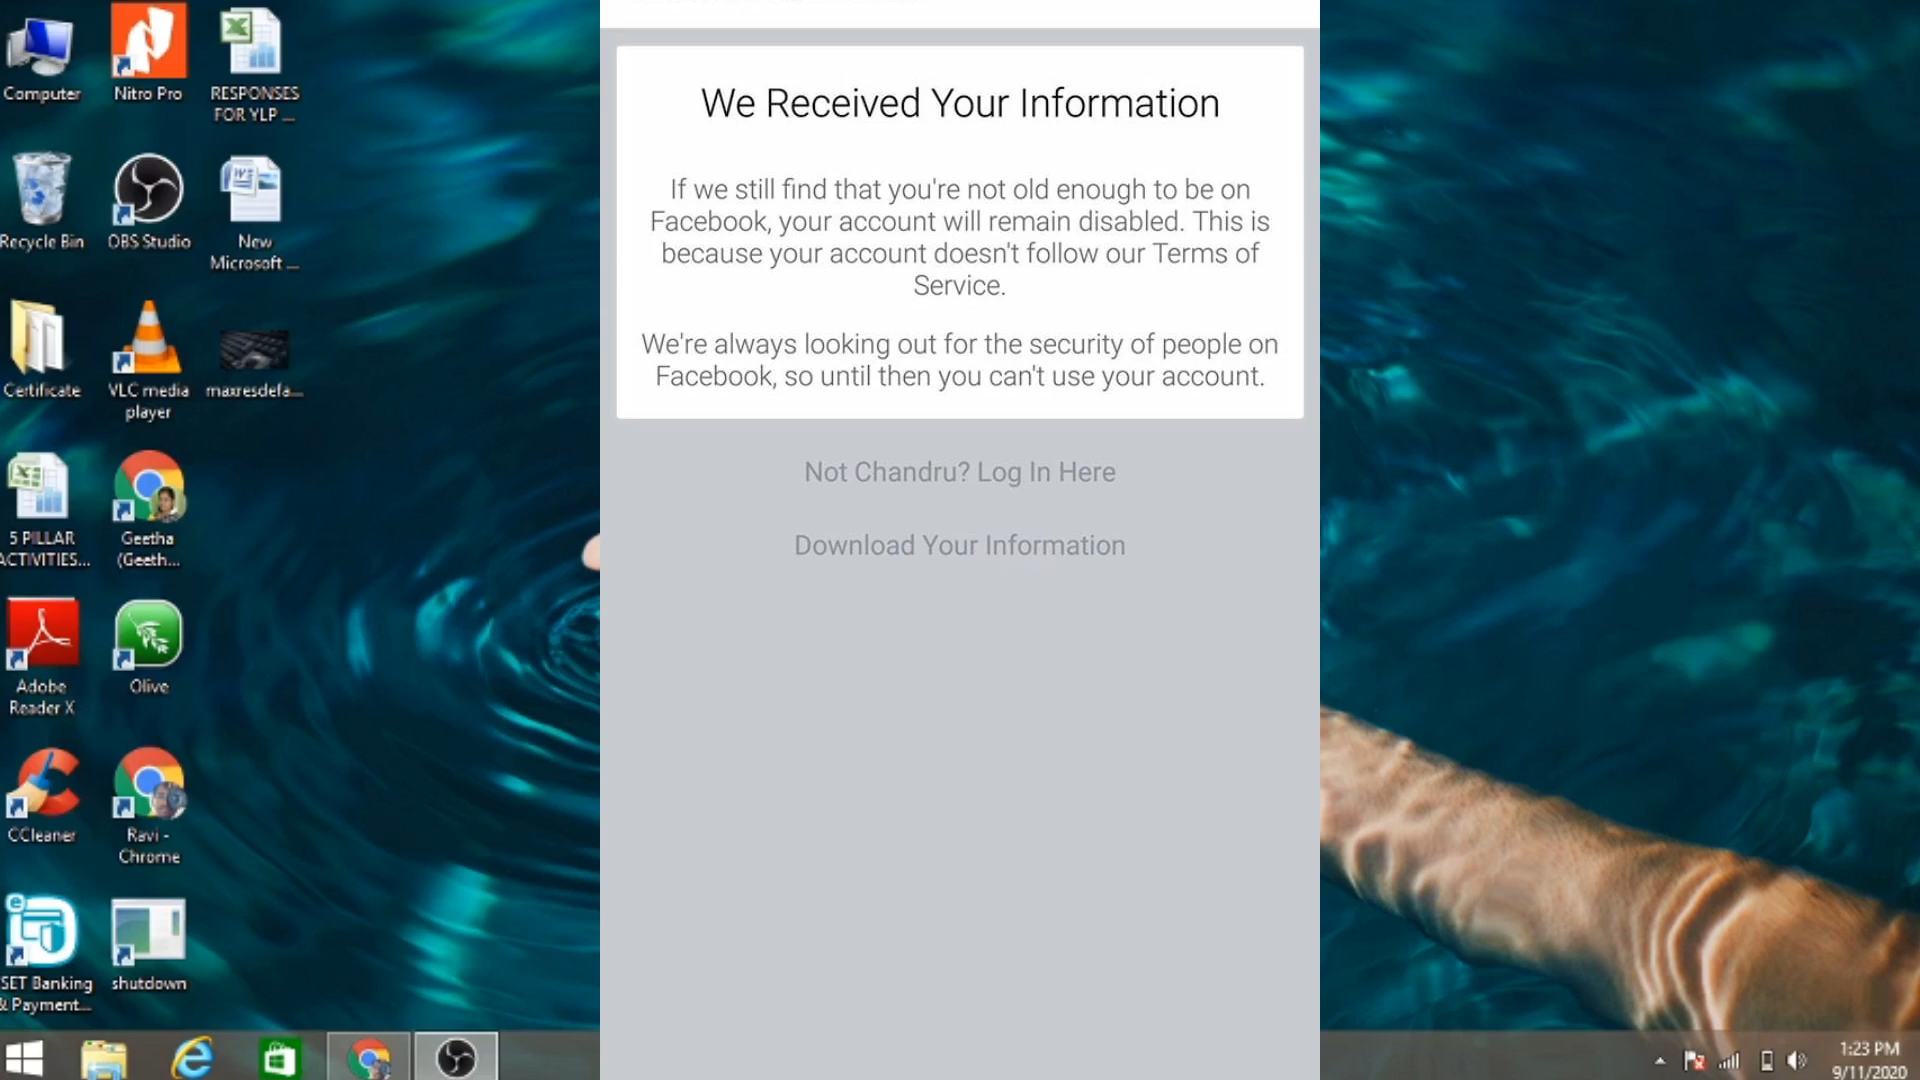 Computer
Nitro Pro
RESPONSES
FOR YLP ...
Recycle Bin
OBS Studio
New
Microsoft ...
Certificate
VLC media
player
maxresdefa...
5 PILLAR
ACTIVITIES...
Geetha
(Geeth...
Adobe
Reader X
Olive
CCleaner
Ravi -
Chrome
SET Banking
& Payment...
shutdown
We Received Your Information
If we still find that you're not old enough to be on
Facebook, your account will remain disabled. This is
because your account doesn't follow our Terms of
Service.
We're always looking out for the security of people on
Facebook, so until then you can't use your account.
Not Chandru? Log In Here
Download Your Information
1:23 PM
9/11/2020